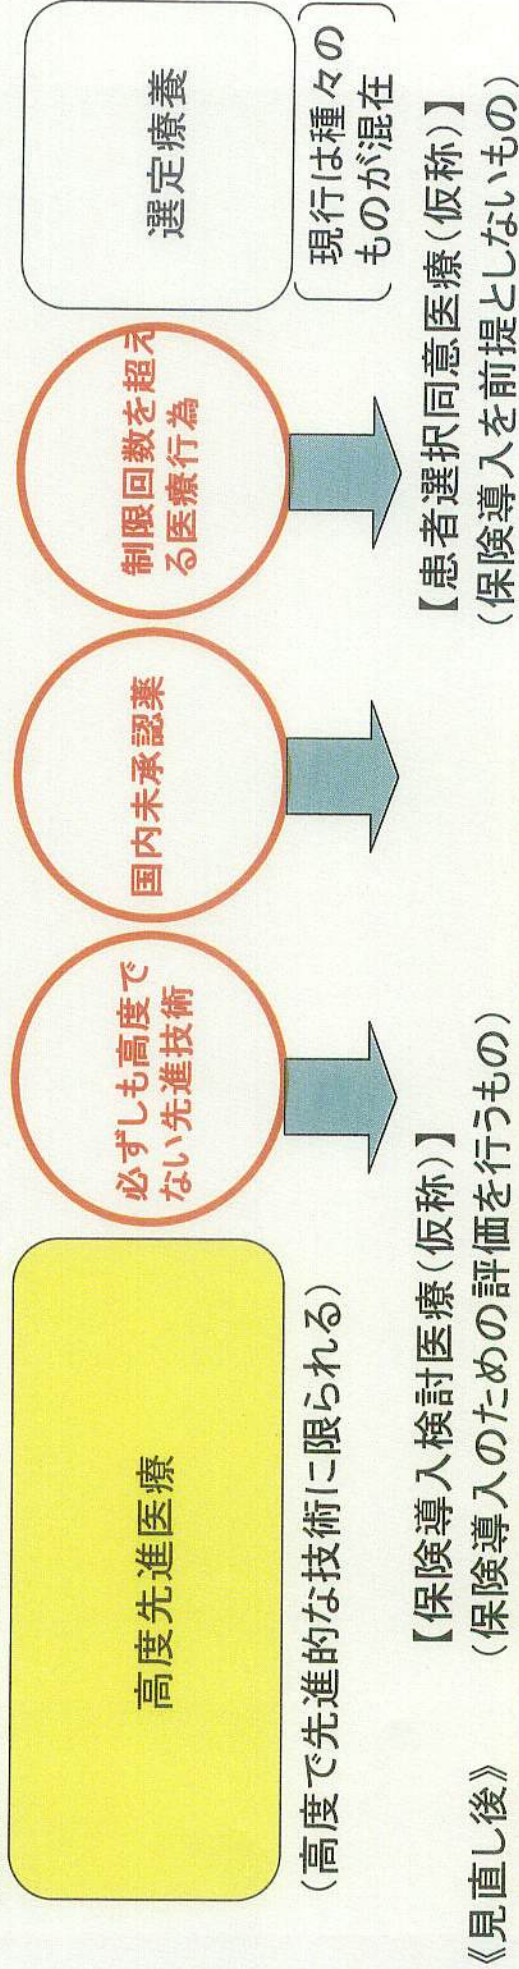 高度先進医療
(高度で先進的な技術に限られる)
必ずしも高度で
ない先進技術
国内未承認薬
制限回数を超え
る医療行為
選定療養
現行は種々の
ものが混在
《見直し後》
【保険導入検討医療(仮称)】
(保険導入のための評価を行うもの)
【患者選択同意医療(仮称)】
(保険導入を前提としないもの)